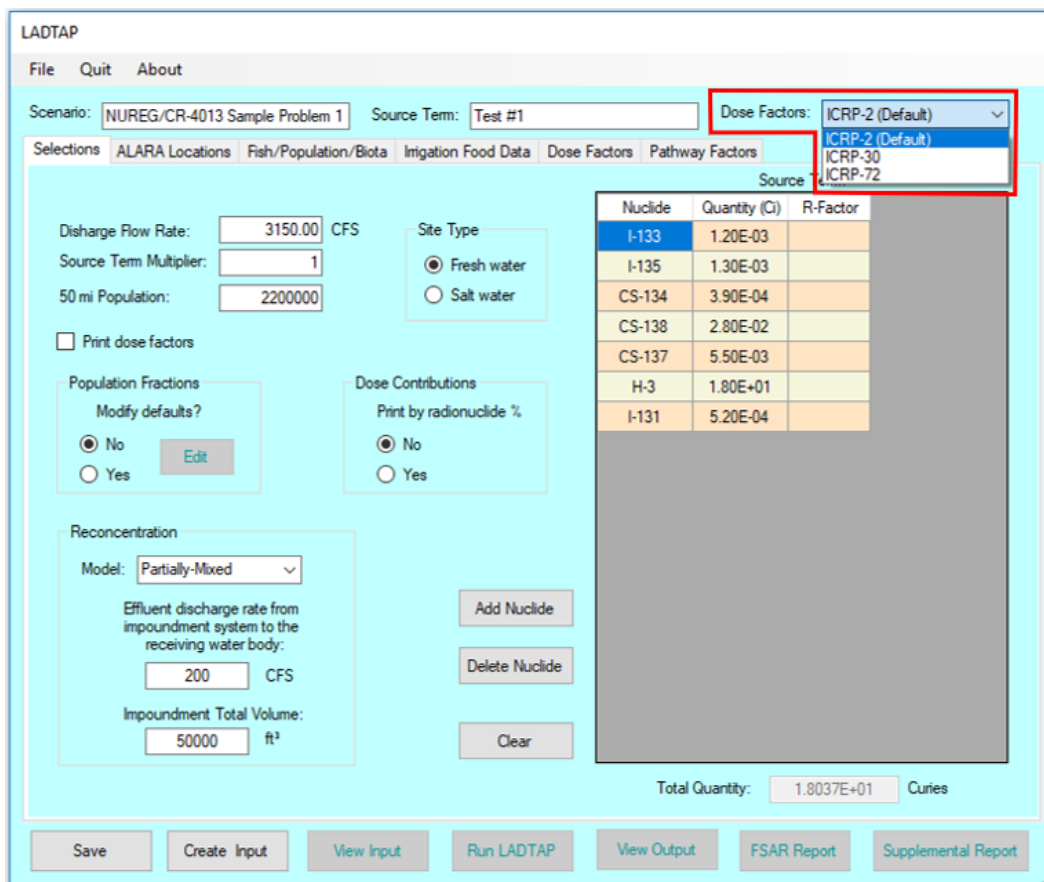 LADTAP
File Quit About
Scenario: NUREG/CR-4013 Sample Problem 1 Source Term: Test #1 Dose Factors: ICRP-2 (Default)
ICRP-2 (Default)
ICRP-30
ICRP-72
Selections ALARA Locations Fish/Population/Biota Irrigation Food Data Dose Factors Pathway Factors
Source
Disharge Flow Rate: 3150.00 CFS
Source Term Multiplier: 1
50 mi Population: 2200000
Print dose factors
Site Type
Fresh water
Salt water
Population Fractions
Modify defaults?
No
Yes
Edit
Dose Contributions
Print by radionuclide %
No
Yes
Reconcentration
Model: Partially-Mixed
Effluent discharge rate from
impoundment system to the
receiving water body:
200 CFS
Impoundment Total Volume:
50000 ft³
Add Nuclide
Delete Nuclide
Clear
Nuclide Quantity (Ci) R-Factor
I-133 1.20E-03
I-135 1.30E-03
CS-134 3.90E-04
CS-138 2.80E-02
CS-137 5.50E-03
H-3 1.80E+01
I-131 5.20E-04
Total Quantity: 1.8037E+01 Curies
Save Create Input View Input Run LADTAP View Output FSAR Report Supplemental Report